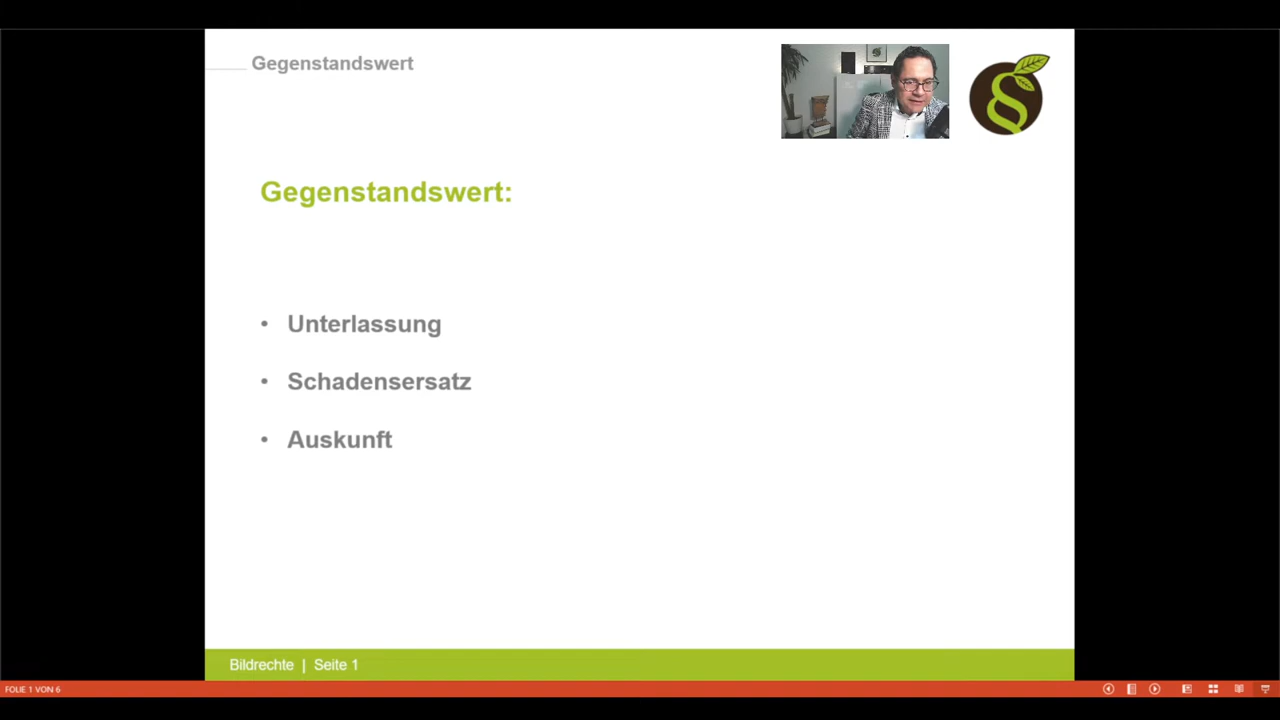 Gegenstandswert
Gegenstandswert:
• Unterlassung
• Schadensersatz
• Auskunft
Bildrechte | Seite 1
FOLIE 1 VON 6